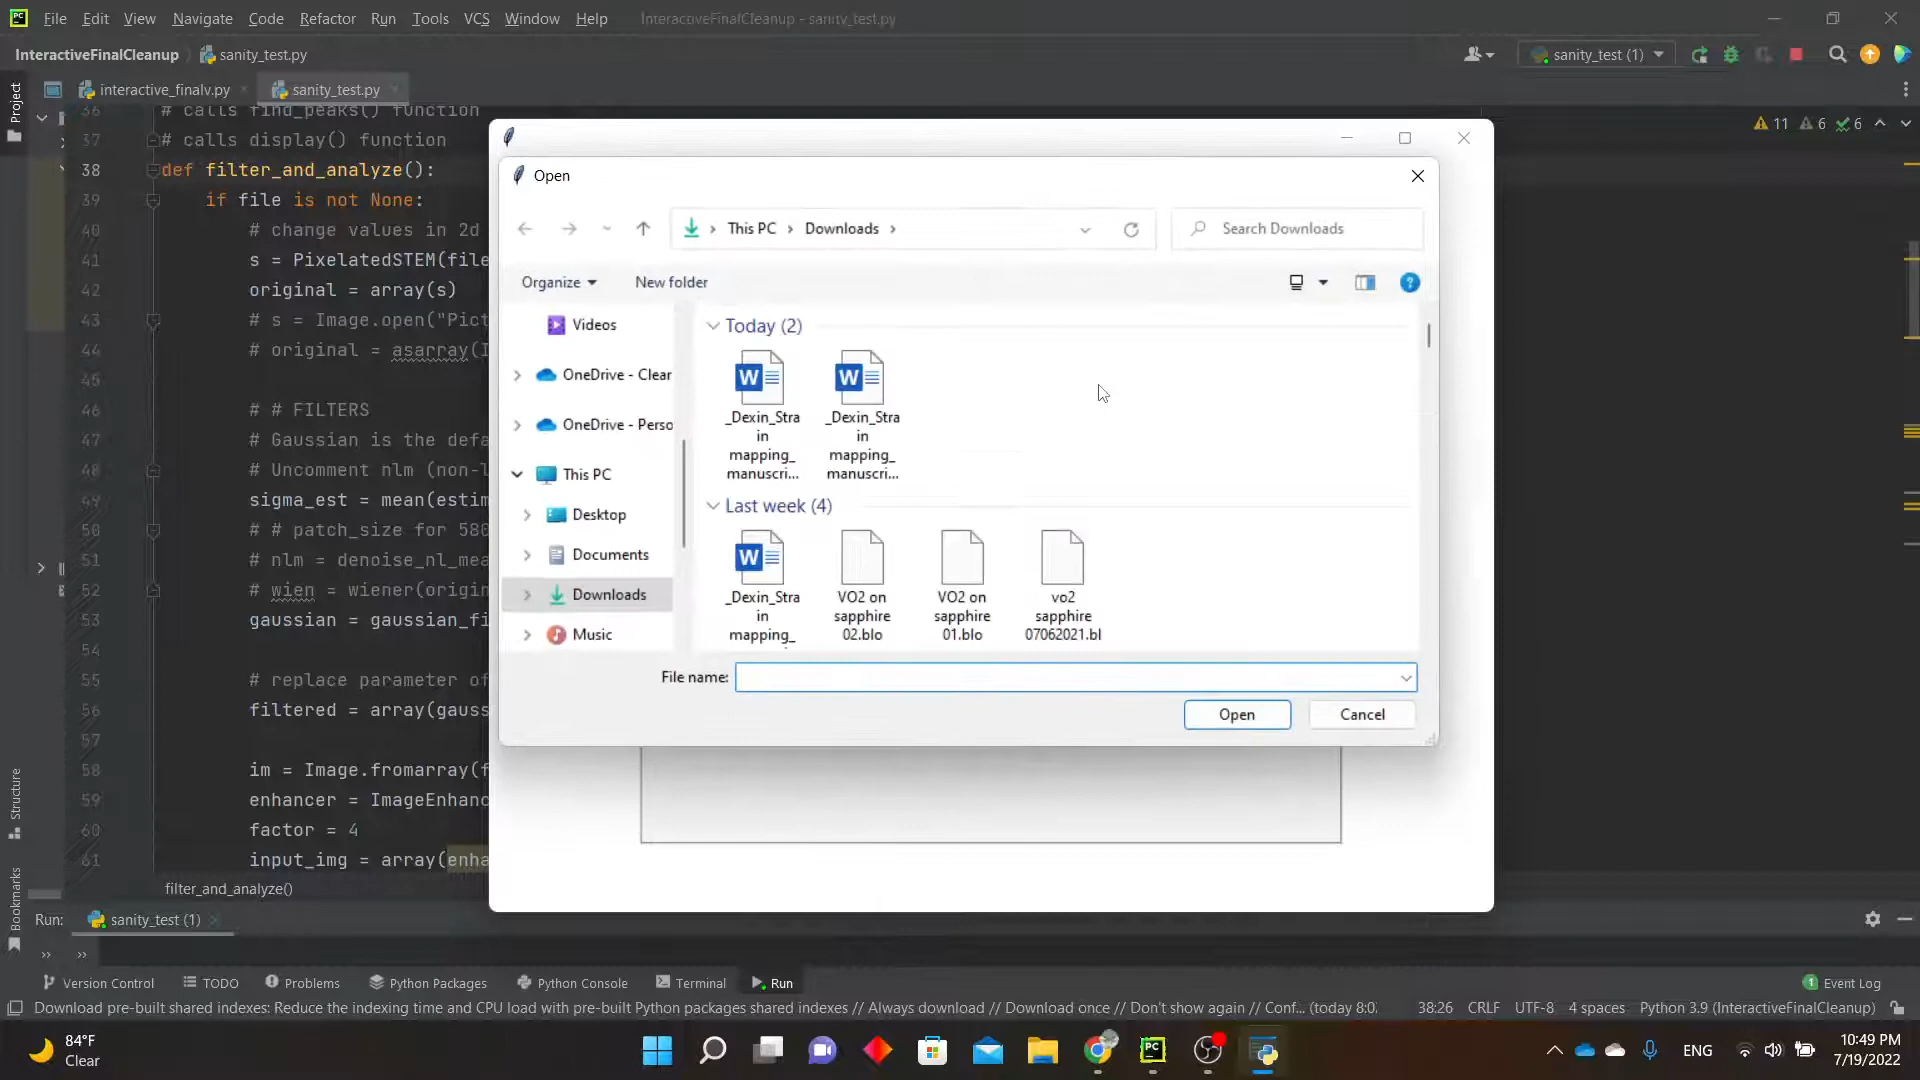 File Edit View Navigate Code Refactor Run Tools VCS Window Help InteractiveFinalCleanup - sanity_test.py
InteractiveFinalCleanup sanity_test.py sanity_test (1)
interactive_finalv.py sanity_test.py
Project
11 6 6
36 # calls find_peaks() function
37 # calls display() function
38 def filter_and_analyze():
39 if file is not None:
40 # change values in 2d
41 s = PixelatedSTEM(file
42 original = array(s)
43 # s = Image.open("Pict
44 # original = asarray(I
45
46 # # FILTERS
47 # Gaussian is the defa
48 # Uncomment nlm (non-l
49 sigma_est = mean(estim
50 # # patch_size for 580
51 # nlm = denoise_nl_mea
52 # wien = wiener(origin
53 gaussian = gaussian_fi
54
55 # replace parameter of
56 filtered = array(gauss
57
58 im = Image.fromarray(f
59 enhancer = ImageEnhanc
60 factor = 4
61 input_img = array(enha
filter_and_analyze()
Open
This PC Downloads
Search Downloads
Organize New folder
Videos
OneDrive - Clear
OneDrive - Perso
This PC
Desktop
Documents
Downloads
Music
Today (2)
_Dexin_Stra
in
mapping_
manuscri...
_Dexin_Stra
in
mapping_
manuscri...
Last week (4)
_Dexin_Stra
in
mapping_
VO2 on
sapphire
02.blo
VO2 on
sapphire
01.blo
vo2
sapphire
07062021.bl
File name:
Open Cancel
Structure
Bookmarks
Run: sanity_test (1)
Version Control TODO Problems Python Packages Python Console Terminal Run 1 Event Log
Download pre-built shared indexes: Reduce the indexing time and CPU load with pre-built Python packages shared indexes // Always download // Download once // Don't show again // Conf... (today 8:0 38:26 CRLF UTF-8 4 spaces Python 3.9 (InteractiveFinalCleanup)
84°F
Clear
ENG
10:49 PM
7/19/2022